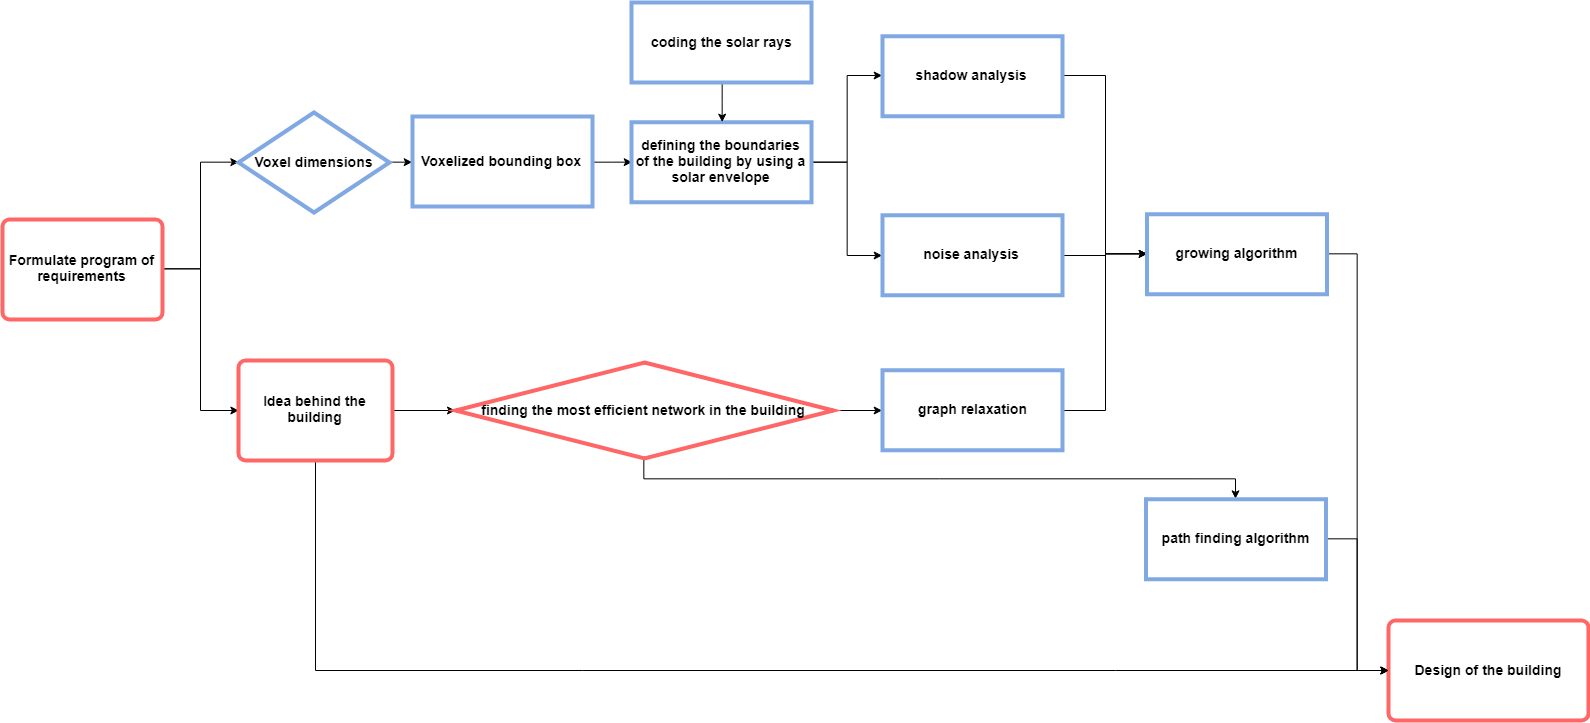 coding the solar rays
shadow analysis
Voxel dimensions
Voxelized bounding box
defining the boundaries
of the building by using a
solar envelope
Formulate program of
requirements
noise analysis
growing algorithm
Idea behind the
building
finding the most efficient network in the building
graph relaxation
path finding algorithm
Design of the building